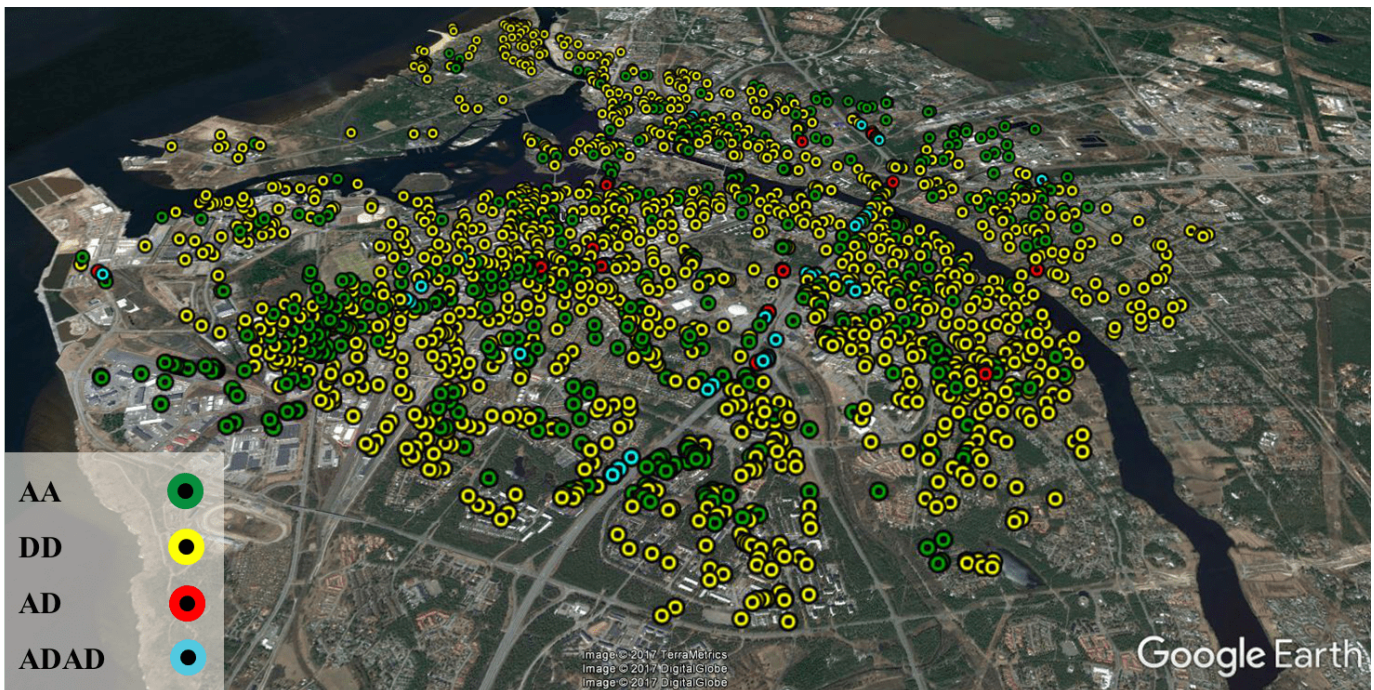 AA
DD
AD
ADAD
Image © 2017 TerraMetrics
Image © 2017 DigitalGlobe
Image © 2017 DigitalGlobe
Google Earth